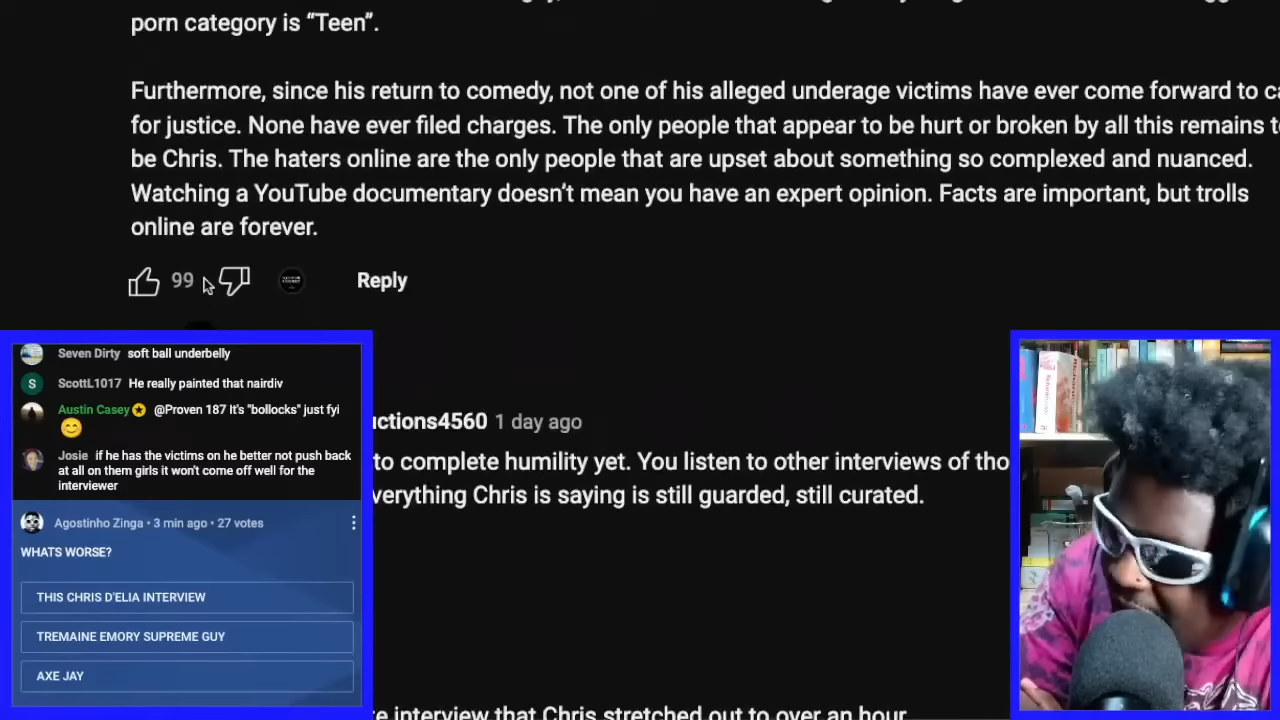 porn category is “Teen”.
Furthermore, since his return to comedy, not one of his alleged underage victims have ever come forward to
for justice. None have ever filed charges. The only people that appear to be hurt or broken by all this remains
be Chris. The haters online are the only people that are upset about something so complexed and nuanced.
Watching a YouTube documentary doesn’t mean you have an expert opinion. Facts are important, but trolls
online are forever.
99
Reply
Seven Dirty soft ball underbelly
ScottL1017 He really painted that nairdiv
Austin Casey @Proven 187 It's "bollocks" just fyi
😊
Josie if he has the victims on he better not push back
at all on them girls it won't come off well for the
interviewer
Agostinho Zinga • 3 min ago • 27 votes
WHATS WORSE?
THIS CHRIS D'ELIA INTERVIEW
TREMAINE EMORY SUPREME GUY
AXE JAY
uctions4560 1 day ago
to complete humility yet. You listen to other interviews of
verything Chris is saying is still guarded, still curated.
interview that Chris stretched out to over an hour